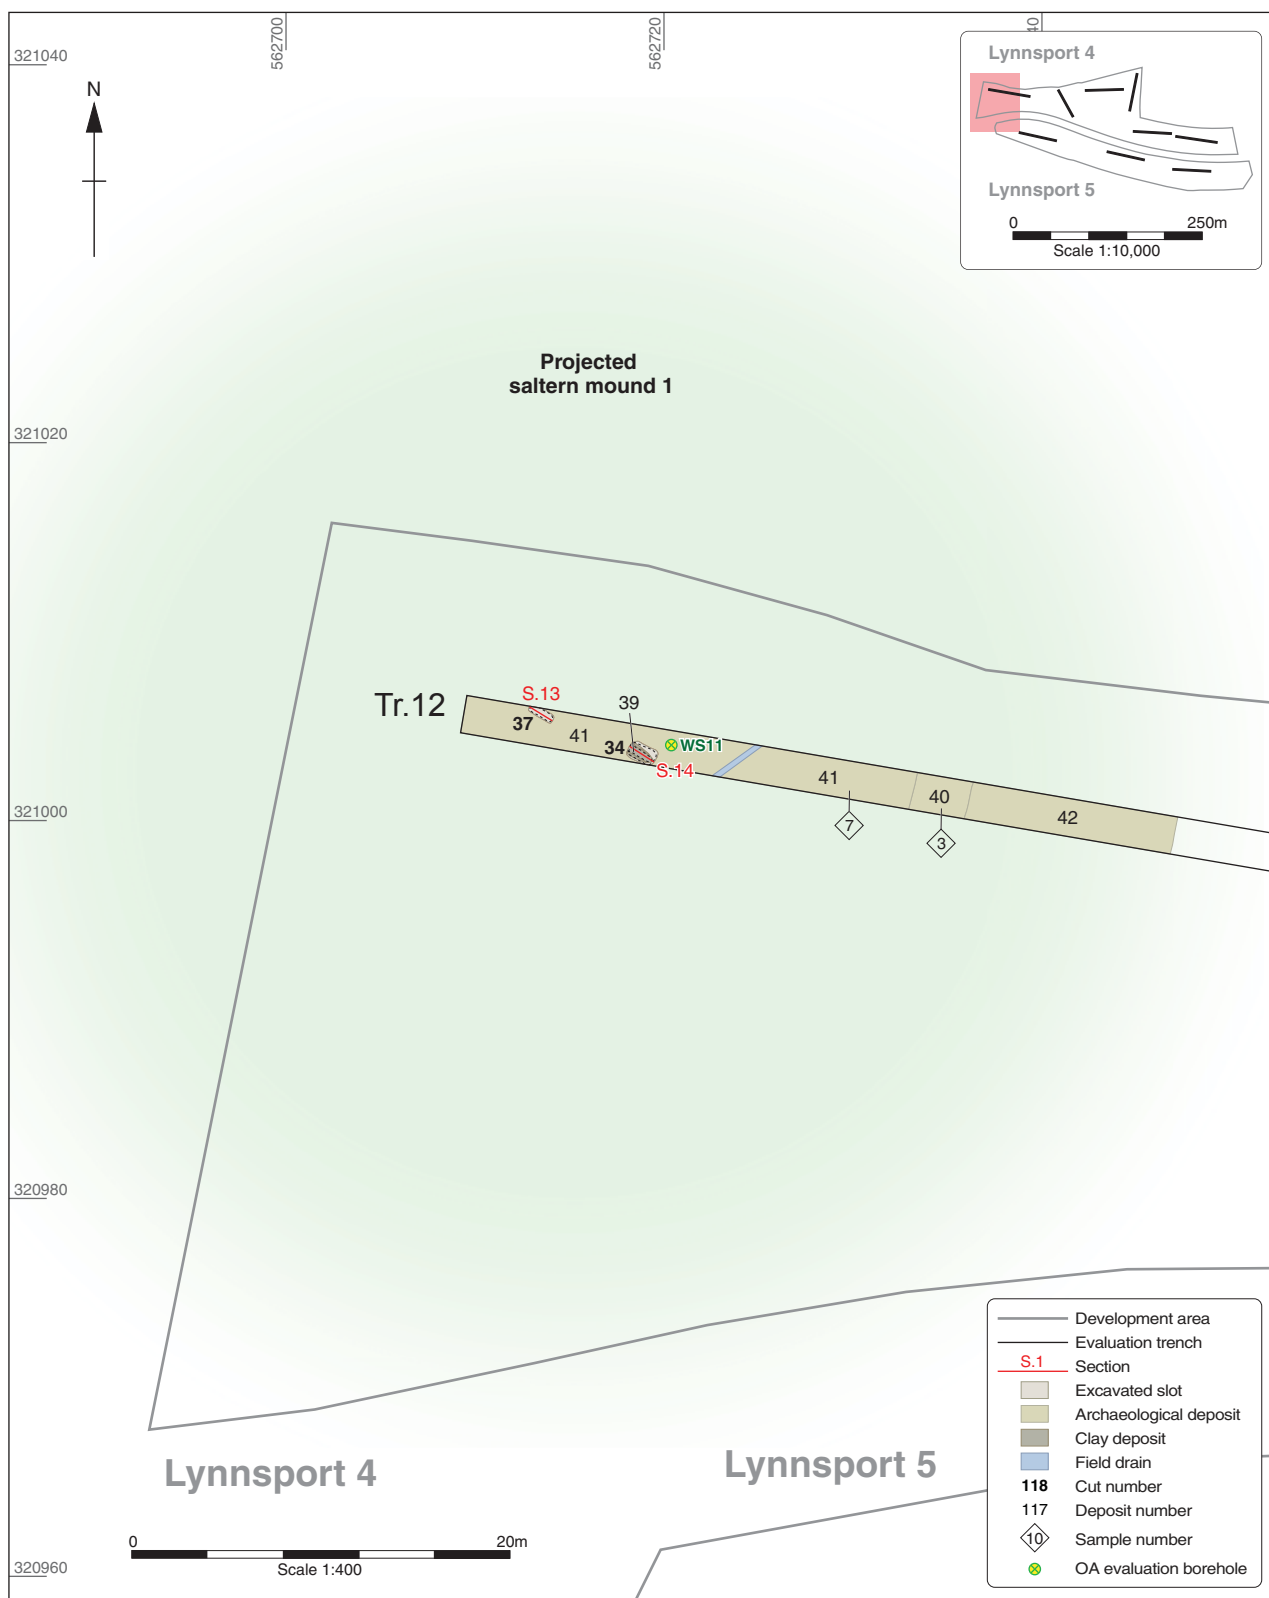 562700
562720
40
321040
321020
321000
320980
320960
N
Lynnsport 4
Lynnsport 5
0 250m
Scale 1:10,000
Projected
saltern mound 1
Tr.12
S.13
37
41
39
34
WS11
S.14
41
40
42
7
3
Lynnsport 4
Lynnsport 5
0 20m
Scale 1:400
Development area
Evaluation trench
S.1 Section
Excavated slot
Archaeological deposit
Clay deposit
Field drain
118 Cut number
117 Deposit number
10 Sample number
OA evaluation borehole